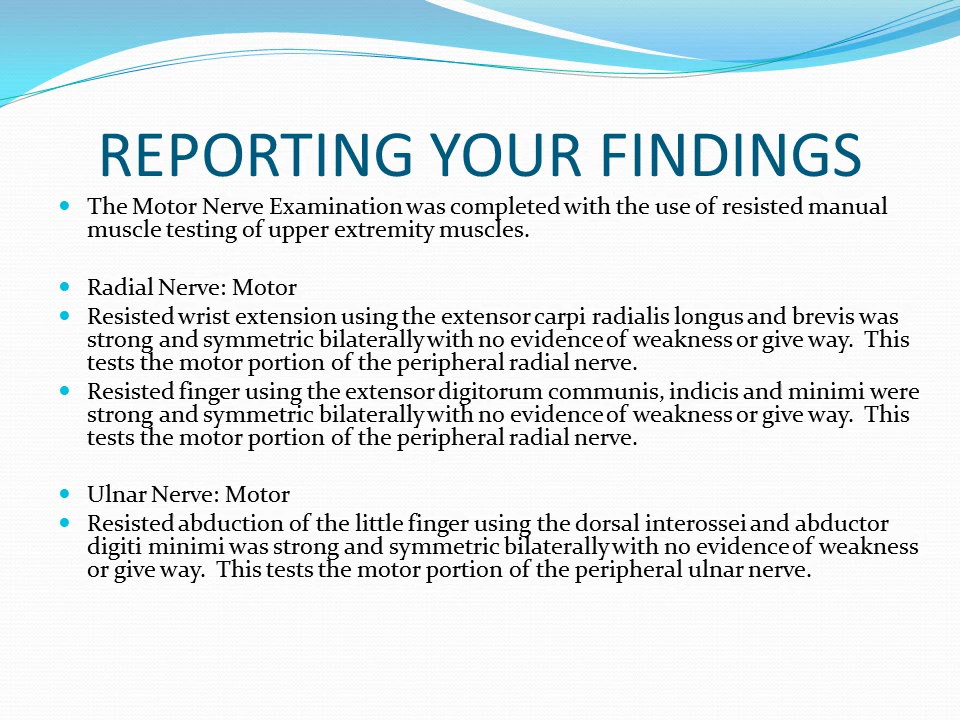 REPORTING YOUR FINDINGS
The Motor Nerve Examination was completed with the use of resisted manual
muscle testing of upper extremity muscles.
Radial Nerve: Motor
Resisted wrist extension using the extensor carpi radialis longus and brevis was
strong and symmetric bilaterally with no evidence of weakness or give way.  This
tests the motor portion of the peripheral radial nerve.
Resisted finger using the extensor digitorum communis, indicis and minimi were
strong and symmetric bilaterally with no evidence of weakness or give way.  This
tests the motor portion of the peripheral radial nerve.
Ulnar Nerve: Motor
Resisted abduction of the little finger using the dorsal interossei and abductor
digiti minimi was strong and symmetric bilaterally with no evidence of weakness
or give way.  This tests the motor portion of the peripheral ulnar nerve.